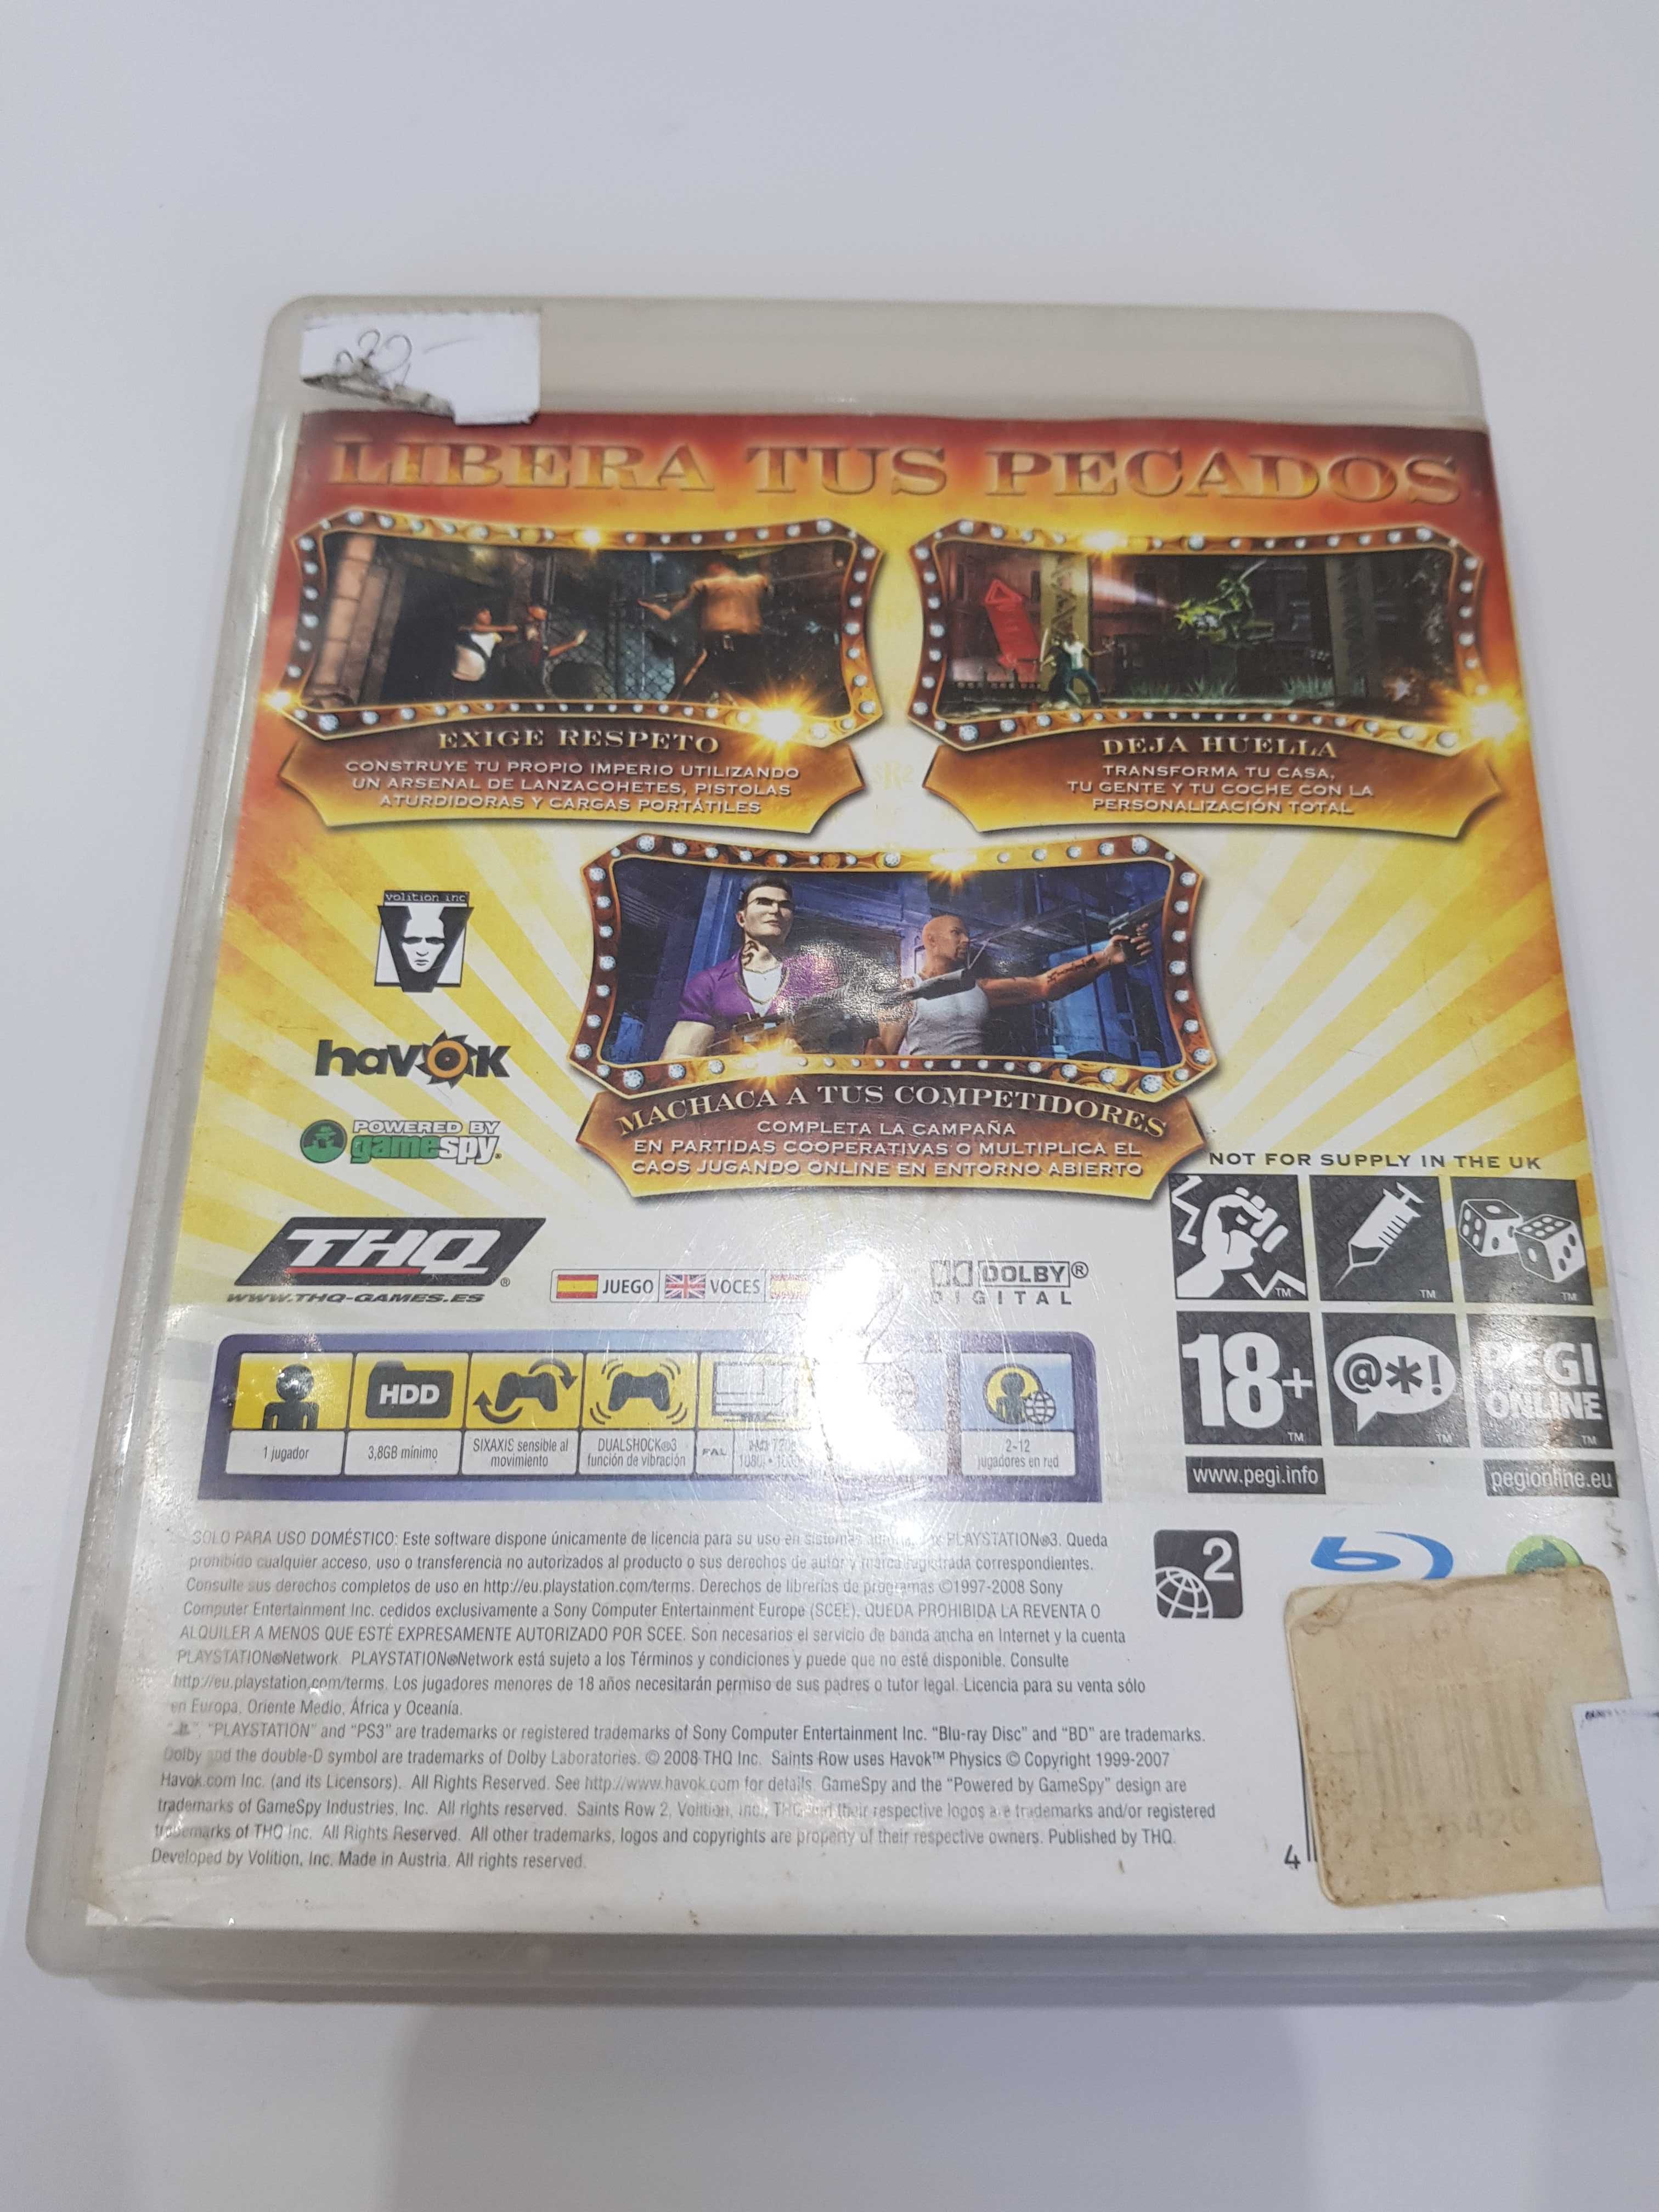 LIBERA TUS PECADOS
EXIGE RESPETO
CONSTRUYE TU PROPIO IMPERIO UTILIZANDO
UN ARSENAL DE LANZACOHETES, PISTOLAS
ATURDIDORAS Y CARGAS PORTÁTILES
DEJA HUELLA
TRANSFORMA TU CASA,
TU GENTE Y TU COCHE CON LA
PERSONALIZACIÓN TOTAL
volition inc
havok
POWERED BY
gamespy.
MACHACA A TUS COMPETIDORES
COMPLETA LA CAMPAÑA
EN PARTIDAS COOPERATIVAS O MULTIPLICA EL
CAOS JUGANDO ONLINE EN ENTORNO ABIERTO
NOT FOR SUPPLY IN THE UK
THQ®
WWW.THQ-GAMES.ES
JUEGO VOCES
DOLBY®
DIGITAL
18+™ @*!™ PEGI ONLINE™
www.pegi.info pegionline.eu
HDD
1 jugador
3,8GB mínimo
SIXAXIS sensible al
movimiento
DUALSHOCK®3
función de vibración
PAL
2-12
jugadores en red
SOLO PARA USO DOMÉSTICO: Este software dispone únicamente de licencia para su uso en sistemas PLAYSTATION®3. Queda
prohibido cualquier acceso, uso o transferencia no autorizados al producto o sus derechos de autor y marca registrada correspondientes.
Consulte sus derechos completos de uso en http://eu.playstation.com/terms. Derechos de librerías de programas ©1997-2008 Sony
Computer Entertainment Inc. cedidos exclusivamente a Sony Computer Entertainment Europe (SCEE). QUEDA PROHIBIDA LA REVENTA O
ALQUILER A MENOS QUE ESTÉ EXPRESAMENTE AUTORIZADO POR SCEE. Son necesarios el servicio de banda ancha en Internet y la cuenta
PLAYSTATION®Network. PLAYSTATION®Network está sujeto a los Términos y condiciones y puede que no esté disponible. Consulte
http://eu.playstation.com/terms. Los jugadores menores de 18 años necesitarán permiso de sus padres o tutor legal. Licencia para su venta sólo
en Europa, Oriente Medio, África y Oceanía.
"PLAYSTATION" and "PS3" are trademarks or registered trademarks of Sony Computer Entertainment Inc. "Blu-ray Disc" and "BD" are trademarks.
Dolby and the double-D symbol are trademarks of Dolby Laboratories. © 2008 THQ Inc. Saints Row uses Havok™ Physics © Copyright 1999-2007
Havok.com Inc. (and its Licensors). All Rights Reserved. See http://www.havok.com for details. GameSpy and the "Powered by GameSpy" design are
trademarks of GameSpy Industries, Inc. All rights reserved. Saints Row 2, Volition, Inc., THQ and their respective logos are trademarks and/or registered
trademarks of THQ Inc. All Rights Reserved. All other trademarks, logos and copyrights are property of their respective owners. Published by THQ.
Developed by Volition, Inc. Made in Austria. All rights reserved.
2
4